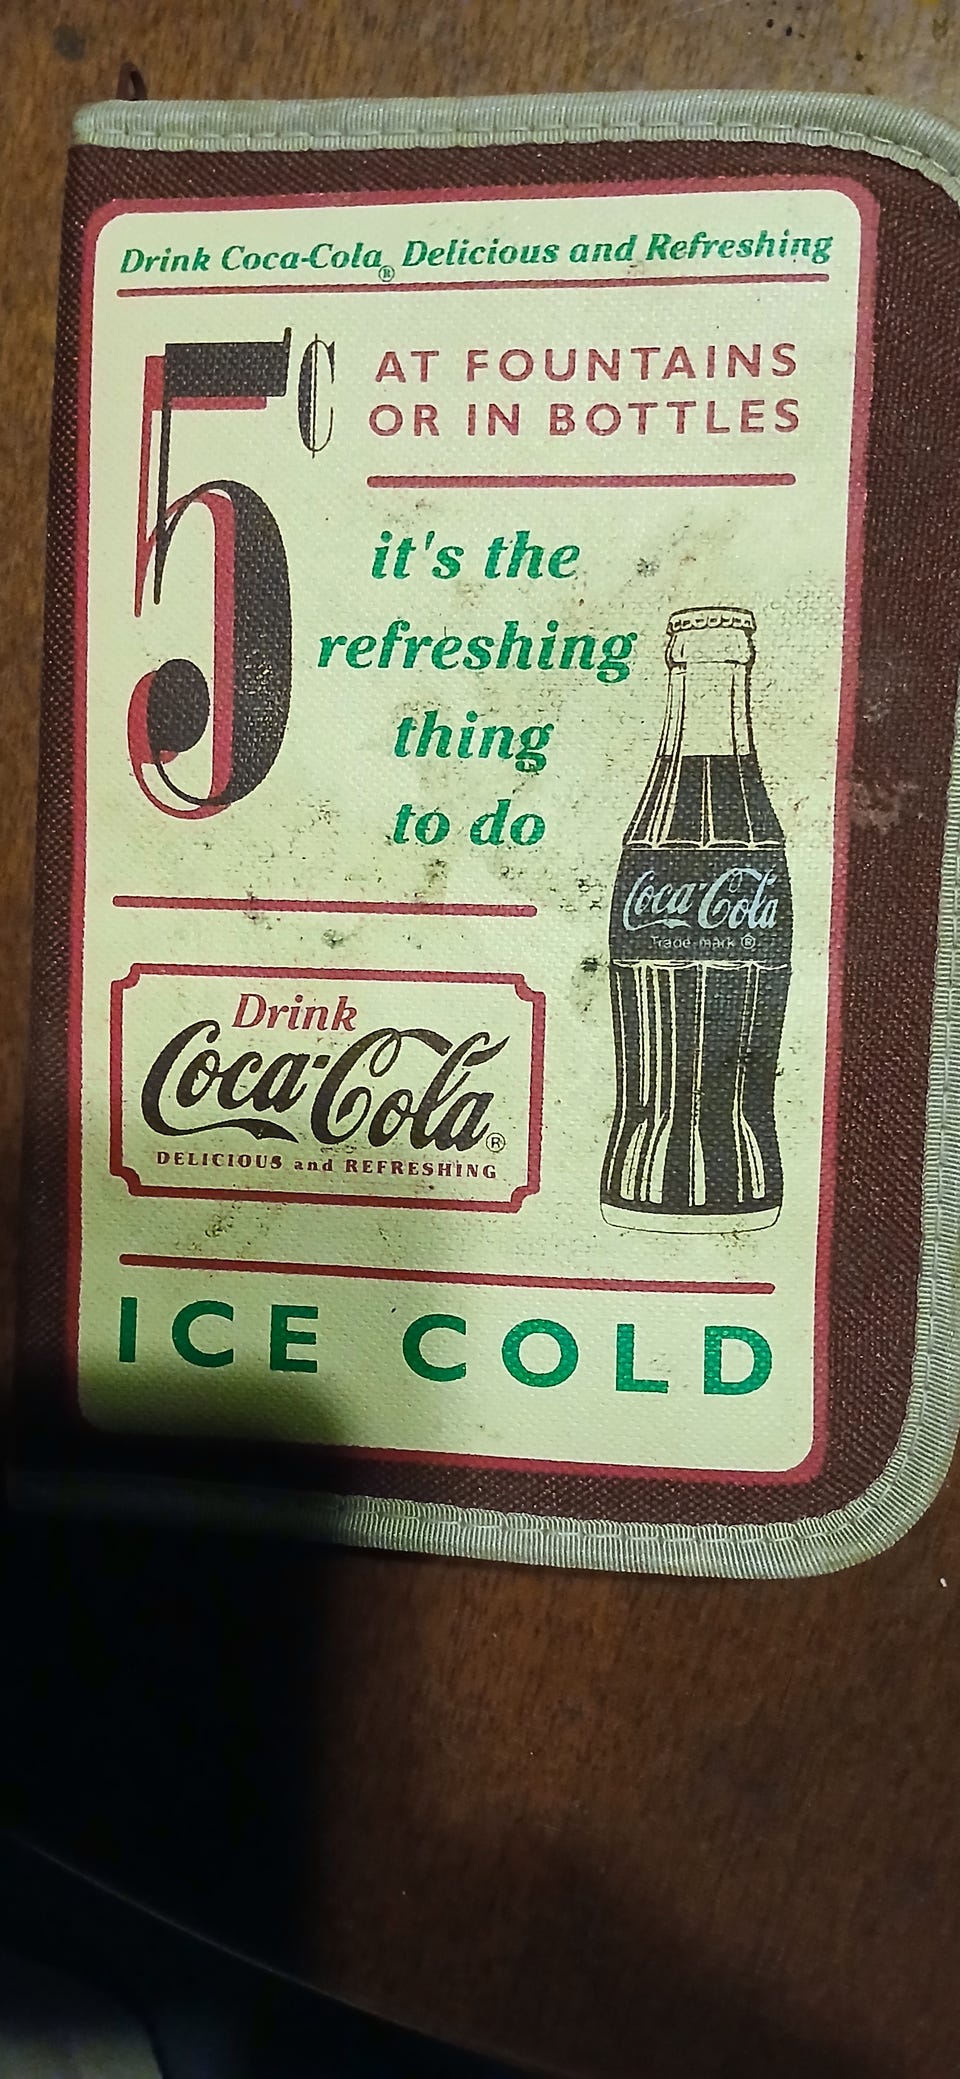 Drink Coca-Cola® Delicious and Refreshing
5¢
AT FOUNTAINS
OR IN BOTTLES
it's the
refreshing
thing
to do
Coca-Cola
Trade-mark ®
Drink
Coca-Cola®
DELICIOUS and REFRESHING
ICE COLD